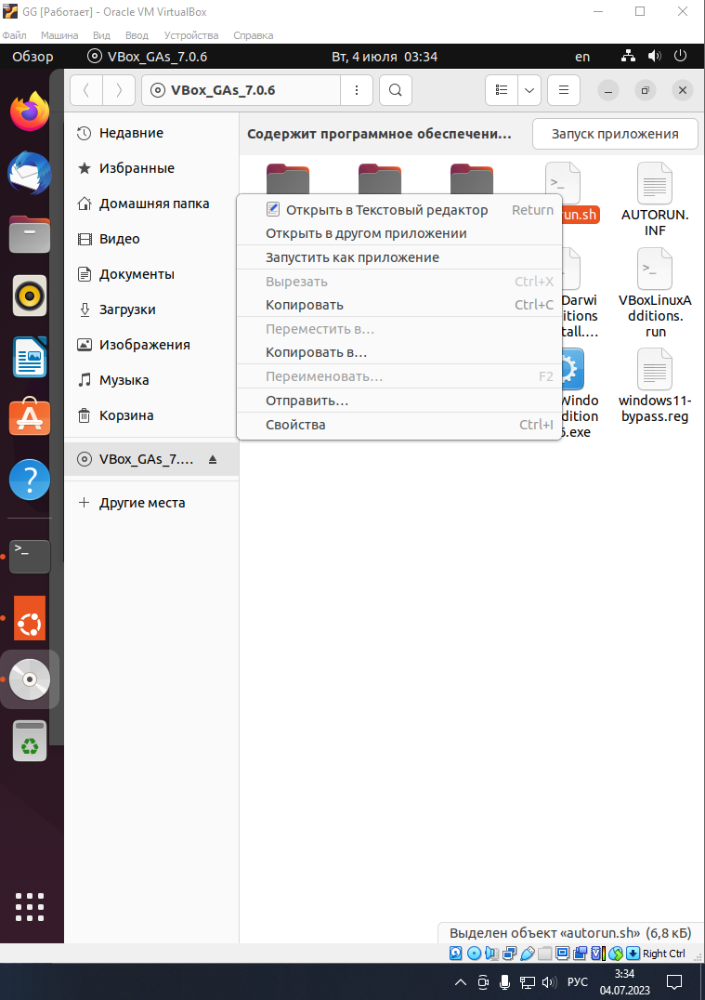 GG [Работает] - Oracle VM VirtualBox
Файл Машина Вид Ввод Устройства Справка
Обзор VBox_GAs_7.0.6 Вт, 4 июля 03:34 en
VBox_GAs_7.0.6
Недавние
Избранные
Домашняя папка
Видео
Документы
Загрузки
Изображения
Музыка
Корзина
VBox_GAs_7.…
Другие места
Содержит программное обеспечени… Запуск приложения
Открыть в Текстовый редактор Return
Открыть в другом приложении
Запустить как приложение
Вырезать Ctrl+X
Копировать Ctrl+C
Переместить в…
Копировать в…
Переименовать… F2
Отправить…
Свойства Ctrl+I
run.sh
AUTORUN.
INF
Darwi
ditions
tall.…
VBoxLinuxA
dditions.
run
Windo
dition
6.exe
windows11-
bypass.reg
Выделен объект «autorun.sh» (6,8 кБ)
Right Ctrl
РУС
3:34
04.07.2023